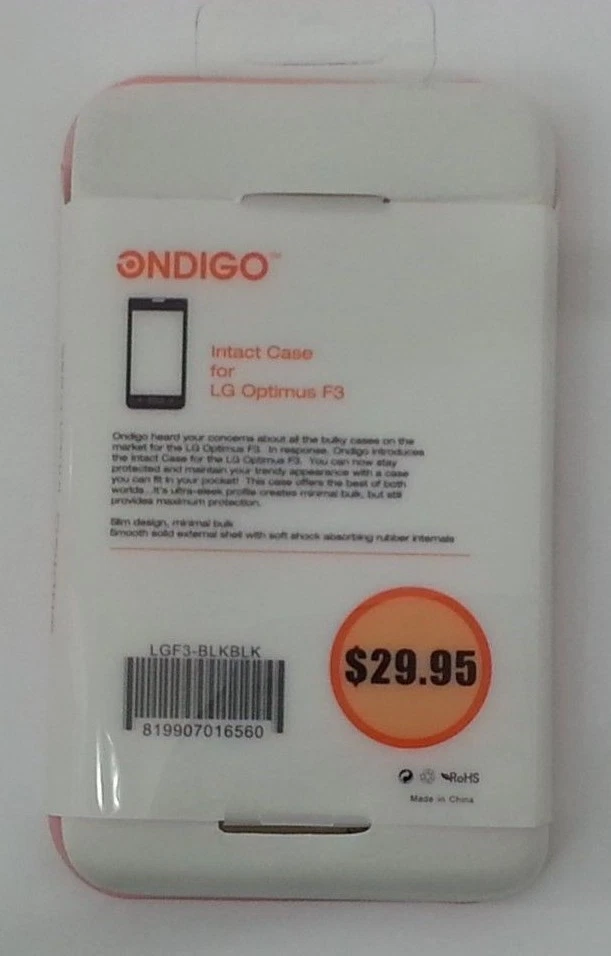 ONDIGO™
Intact Case
for
LG Optimus F3
Ondigo heard your concerns about all the bulky cases on the
market for the LG Optimus F3. In response, Ondigo introduces
the Intact Case for the LG Optimus F3. You can now stay
protected and maintain your trendy appearance with a case
you can fit in your pocket! This case offers the best of both
worlds...It's ultra-sleek profile creates minimal bulk, but still
provides maximum protection.
Slim design, minimal bulk
Smooth solid external shell with soft shock absorbing rubber internals
LGF3-BLKBLK
819907016560
$29.95
RoHS
Made in China